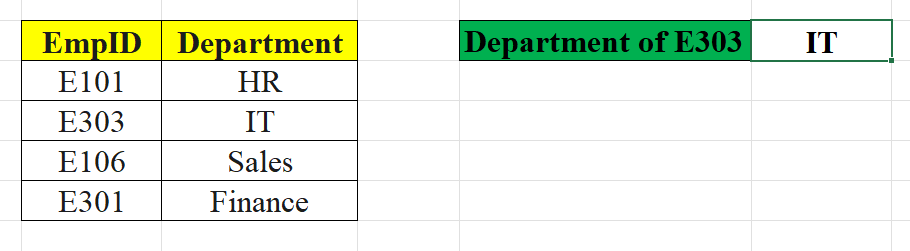 EmpID Department Department of E303 IT
E101 HR
E303 IT
E106 Sales
E301 Finance